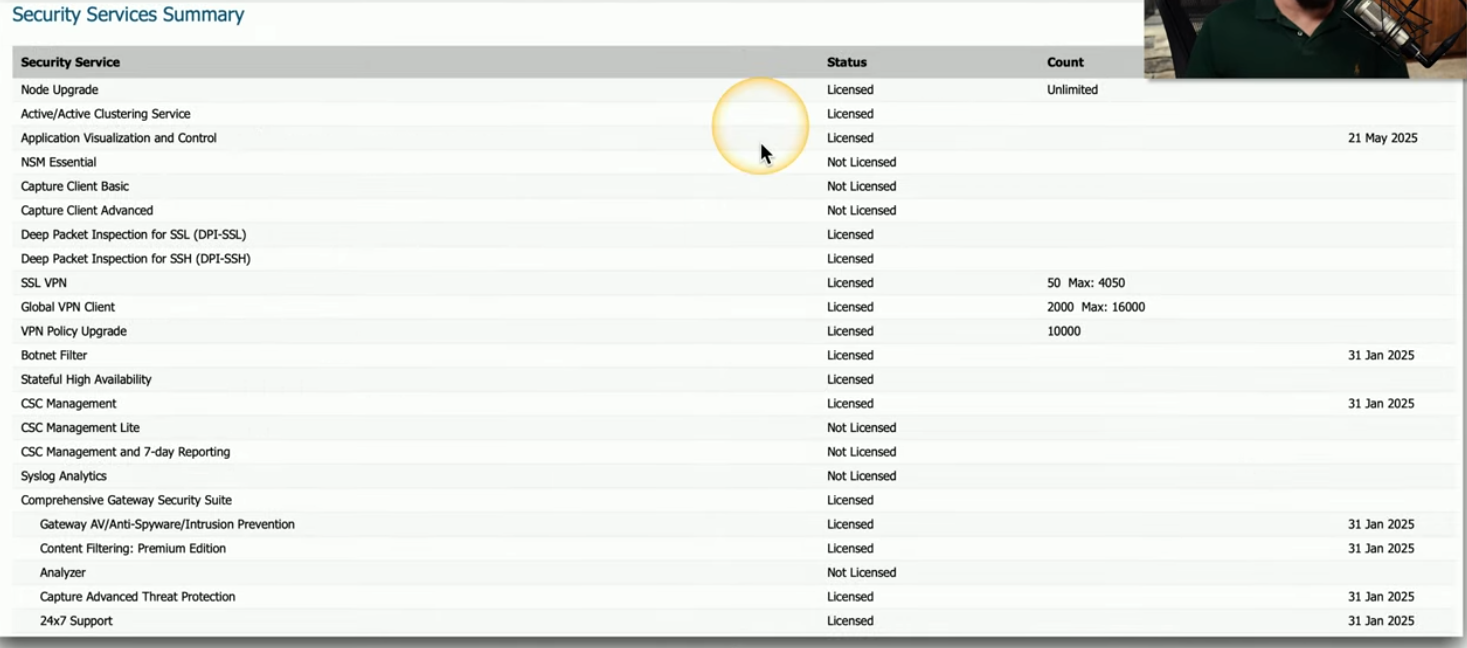 Security Services Summary
Security Service Status Count
Node Upgrade Licensed Unlimited
Active/Active Clustering Service Licensed
Application Visualization and Control Licensed 21 May 2025
NSM Essential Not Licensed
Capture Client Basic Not Licensed
Capture Client Advanced Not Licensed
Deep Packet Inspection for SSL (DPI-SSL) Licensed
Deep Packet Inspection for SSH (DPI-SSH) Licensed
SSL VPN Licensed 50 Max: 4050
Global VPN Client Licensed 2000 Max: 16000
VPN Policy Upgrade Licensed 10000
Botnet Filter Licensed 31 Jan 2025
Stateful High Availability Licensed
CSC Management Licensed 31 Jan 2025
CSC Management Lite Not Licensed
CSC Management and 7-day Reporting Not Licensed
Syslog Analytics Not Licensed
Comprehensive Gateway Security Suite Licensed
Gateway AV/Anti-Spyware/Intrusion Prevention Licensed 31 Jan 2025
Content Filtering: Premium Edition Licensed 31 Jan 2025
Analyzer Not Licensed
Capture Advanced Threat Protection Licensed 31 Jan 2025
24x7 Support Licensed 31 Jan 2025